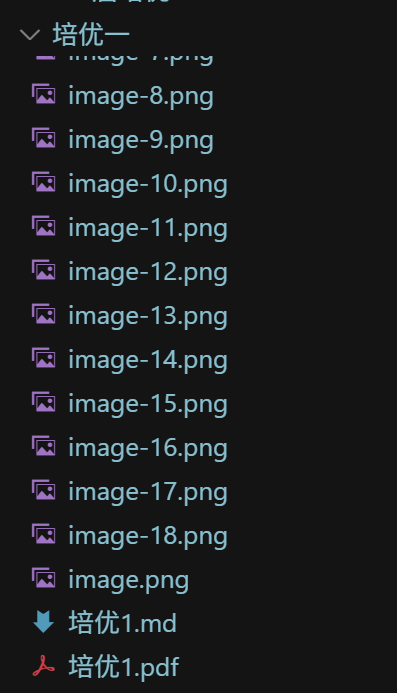 培优一
image-7.png
image-8.png
image-9.png
image-10.png
image-11.png
image-12.png
image-13.png
image-14.png
image-15.png
image-16.png
image-17.png
image-18.png
image.png
培优1.md
培优1.pdf